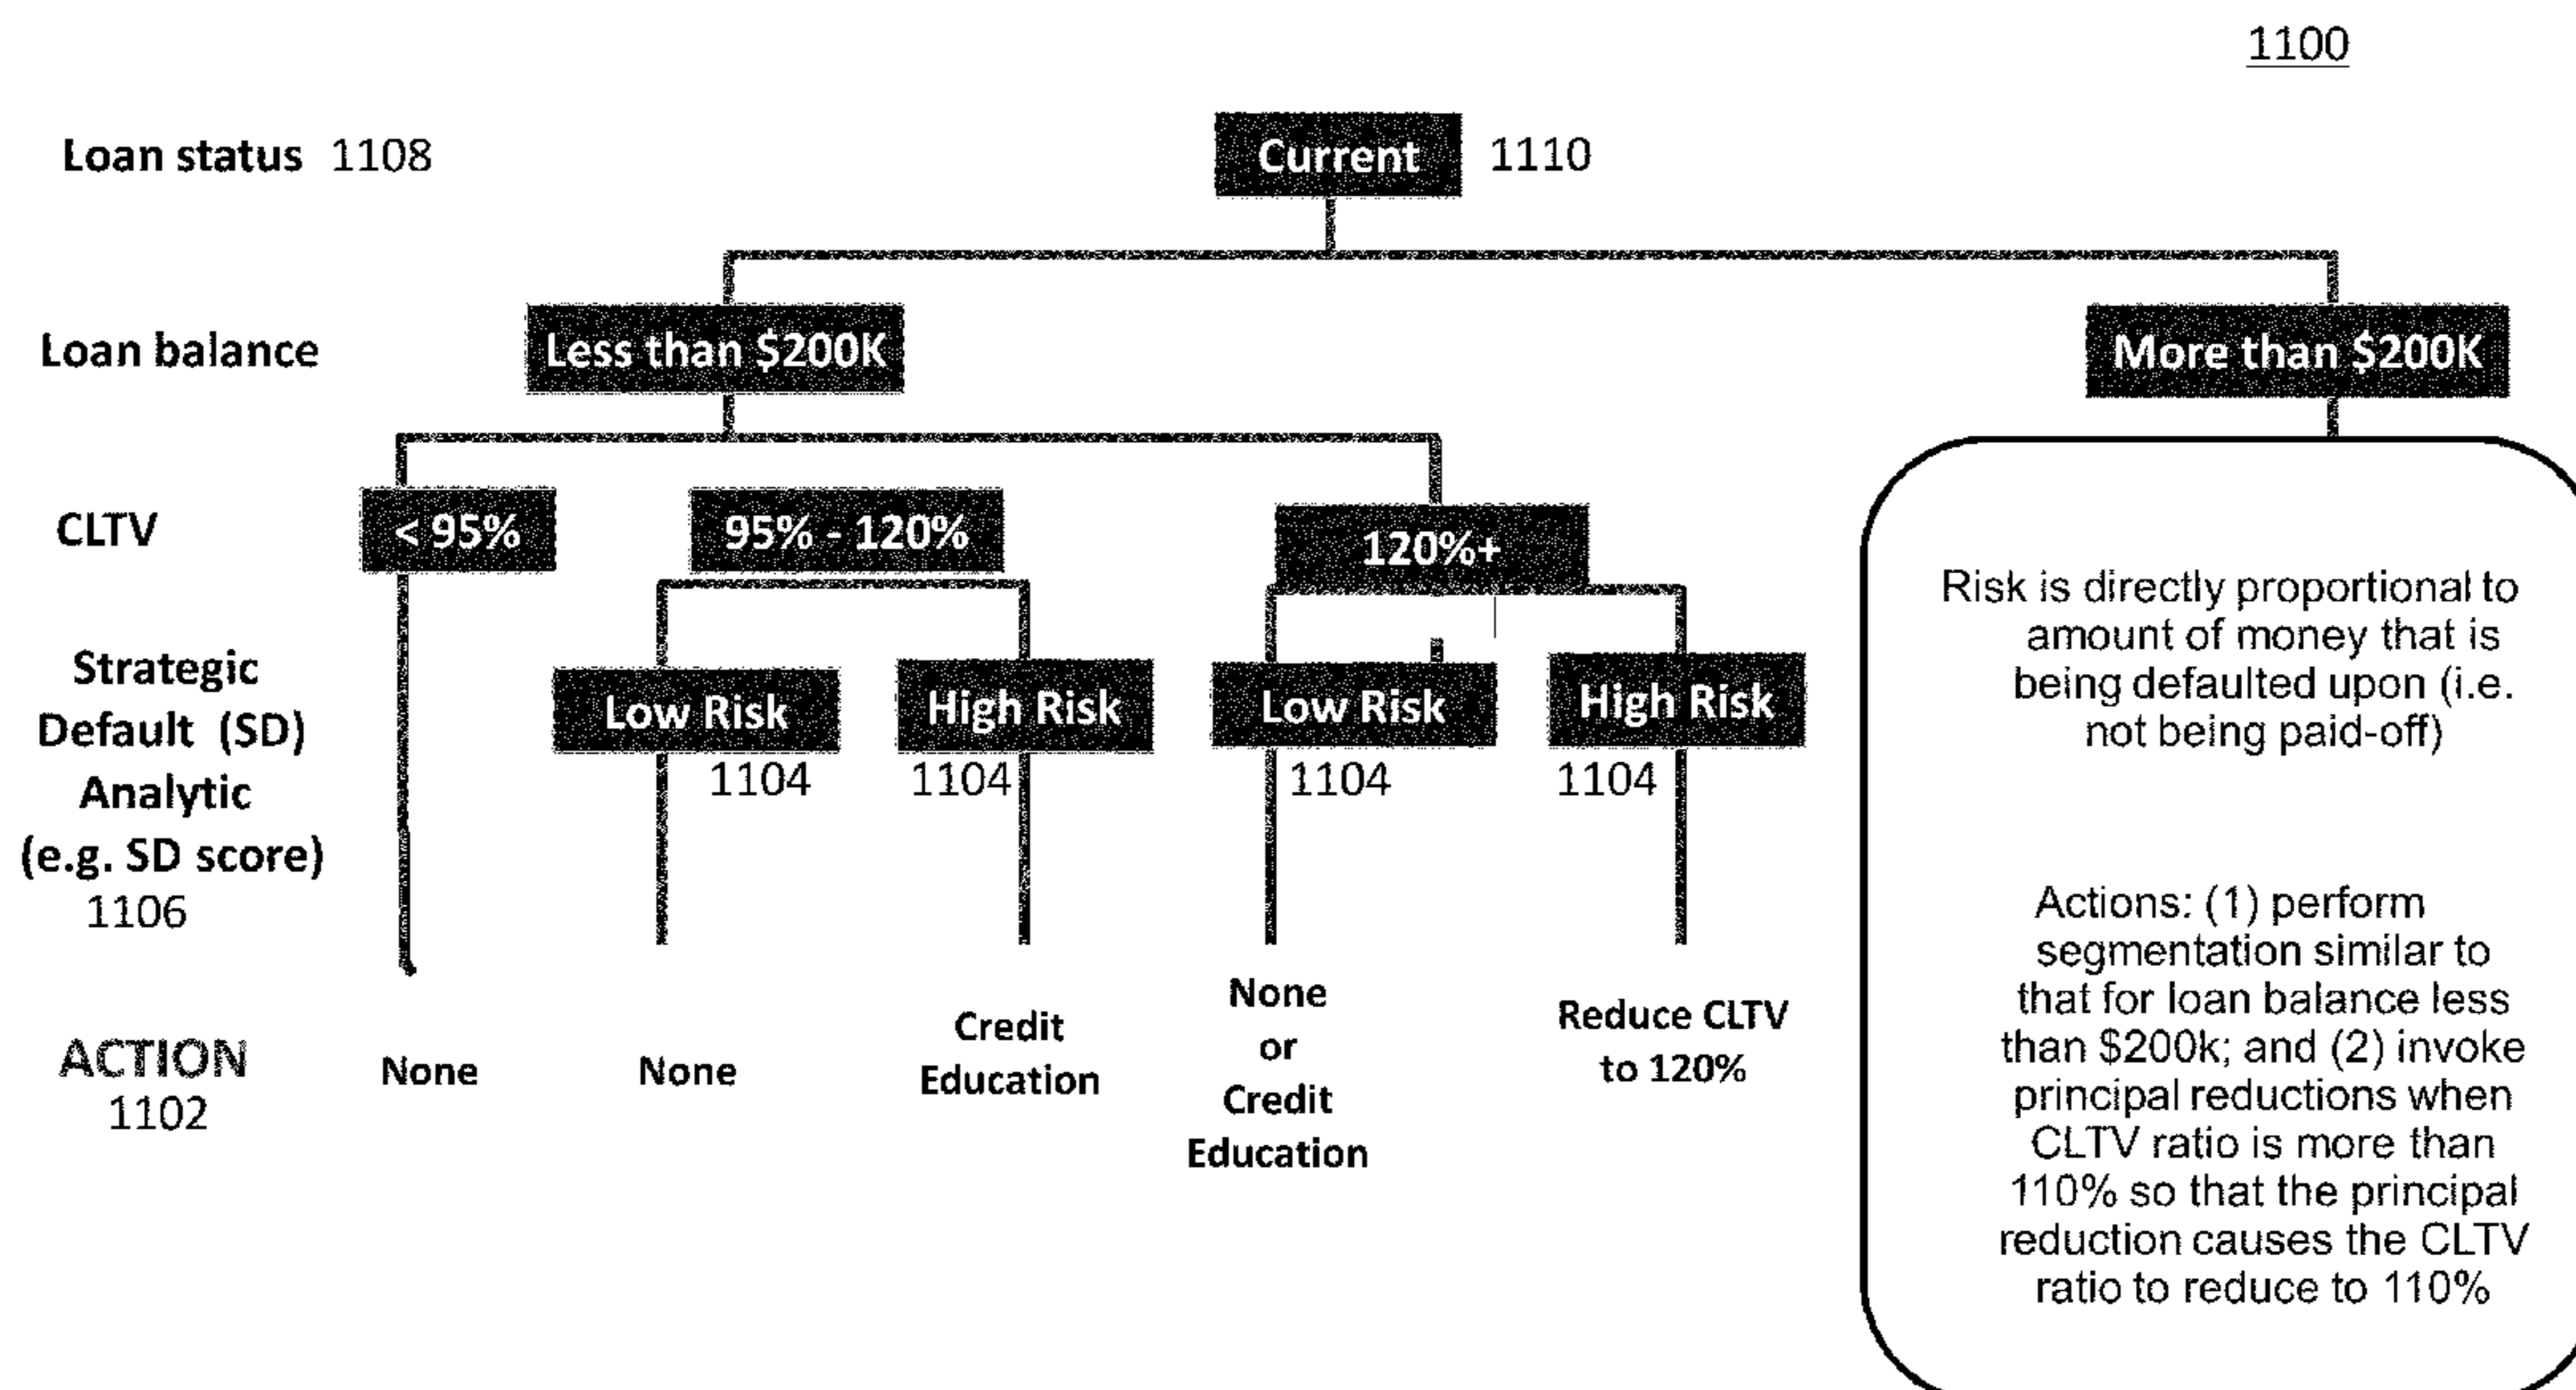 1100
Loan status 1108
Current 1110
Loan balance
Less than $200K
More than $200K
CLTV
< 95%
95% - 120%
120%+
Strategic
Default (SD)
Analytic
(e.g. SD score)
1106
Low Risk
1104
High Risk
1104
Low Risk
1104
High Risk
1104
ACTION
1102
None
None
Credit
Education
None
or
Credit
Education
Reduce CLTV
to 120%
Risk is directly proportional to
amount of money that is
being defaulted upon (i.e.
not being paid-off)
Actions: (1) perform
segmentation similar to
that for loan balance less
than $200k; and (2) invoke
principal reductions when
CLTV ratio is more than
110% so that the principal
reduction causes the CLTV
ratio to reduce to 110%